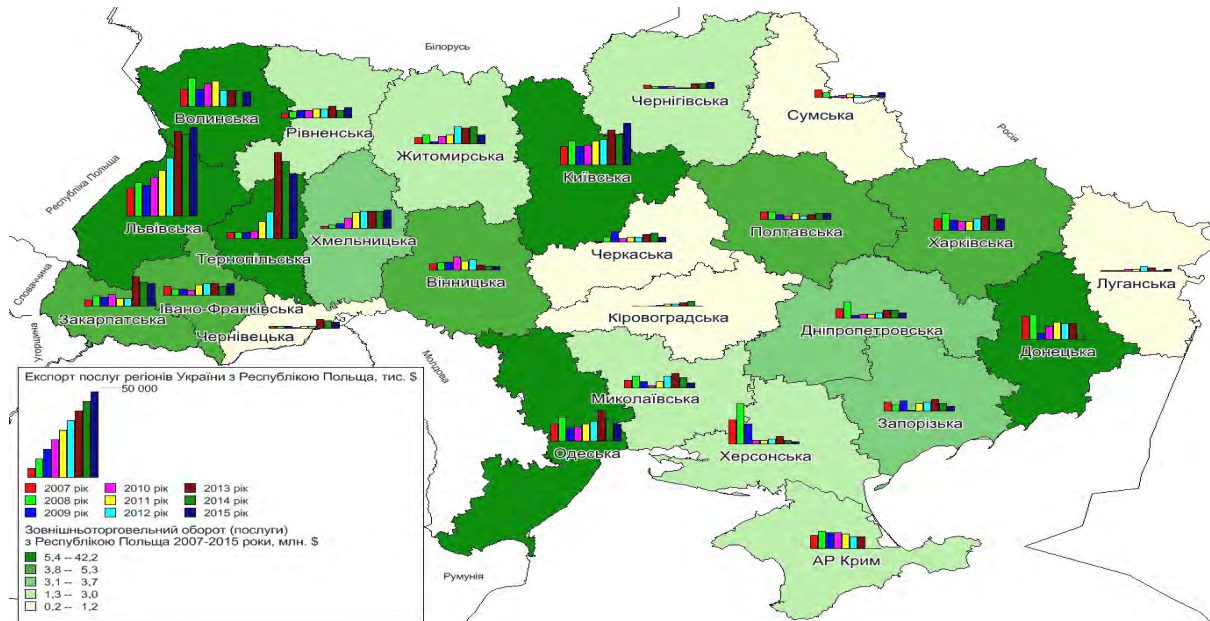 Білорусь
Росія
Республіка Польща
Словаччина
Угорщина
Молдова
Румунія
Волинська
Рівненська
Житомирська
Київська
Чернігівська
Сумська
Львівська
Тернопільська
Хмельницька
Вінницька
Черкаська
Полтавська
Харківська
Луганська
Закарпатська
Івано-Франківська
Чернівецька
Кіровоградська
Дніпропетровська
Донецька
Миколаївська
Запорізька
Одеська
Херсонська
АР Крим
Експорт послуг регіонів України з Республікою Польща, тис. $
50 000
2007 рік
2010 рік
2013 рік
2008 рік
2011 рік
2014 рік
2009 рік
2012 рік
2015 рік
Зовнішньоторговельний оборот (послуги)
з Республікою Польща 2007-2015 роки, млн. $
5,4 -- 42,2
3,8 -- 5,3
3,1 -- 3,7
1,3 -- 3,0
0,2 -- 1,2